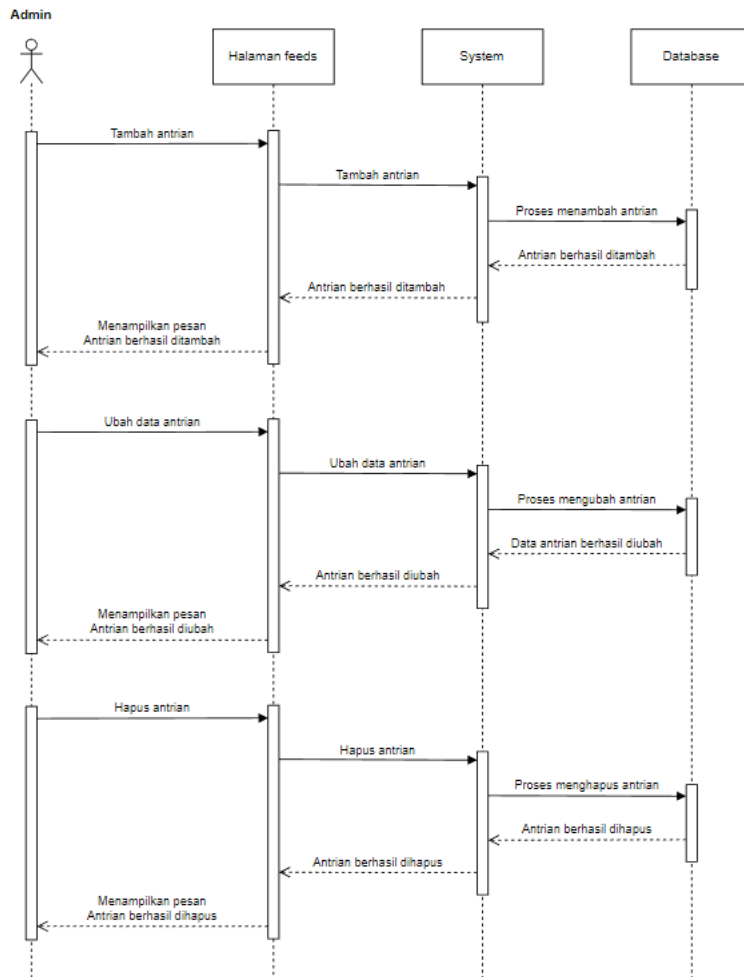 Admin
Halaman feeds
System
Database
Tambah antrian
Tambah antrian
Proses menambah antrian
Antrian berhasil ditambah
Antrian berhasil ditambah
Menampilkan pesan
Antrian berhasil ditambah
Ubah data antrian
Ubah data antrian
Proses mengubah antrian
Data antrian berhasil diubah
Antrian berhasil diubah
Menampilkan pesan
Antrian berhasil diubah
Hapus antrian
Hapus antrian
Proses menghapus antrian
Antrian berhasil dihapus
Antrian berhasil dihapus
Menampilkan pesan
Antrian berhasil dihapus